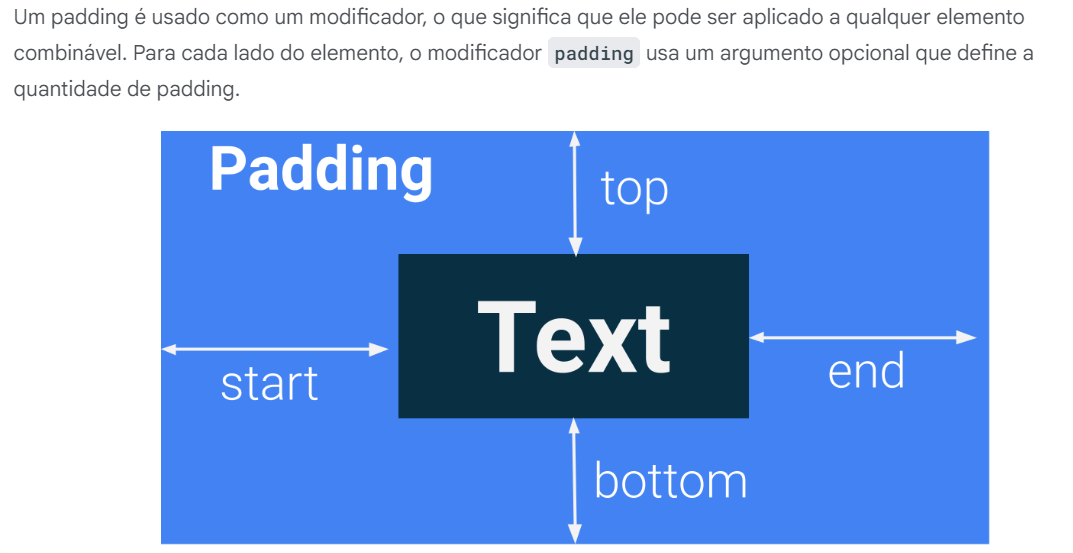 Um padding é usado como um modificador, o que significa que ele pode ser aplicado a qualquer elemento
combinável. Para cada lado do elemento, o modificador padding usa um argumento opcional que define a
quantidade de padding.
Padding
top
Text
start
end
bottom